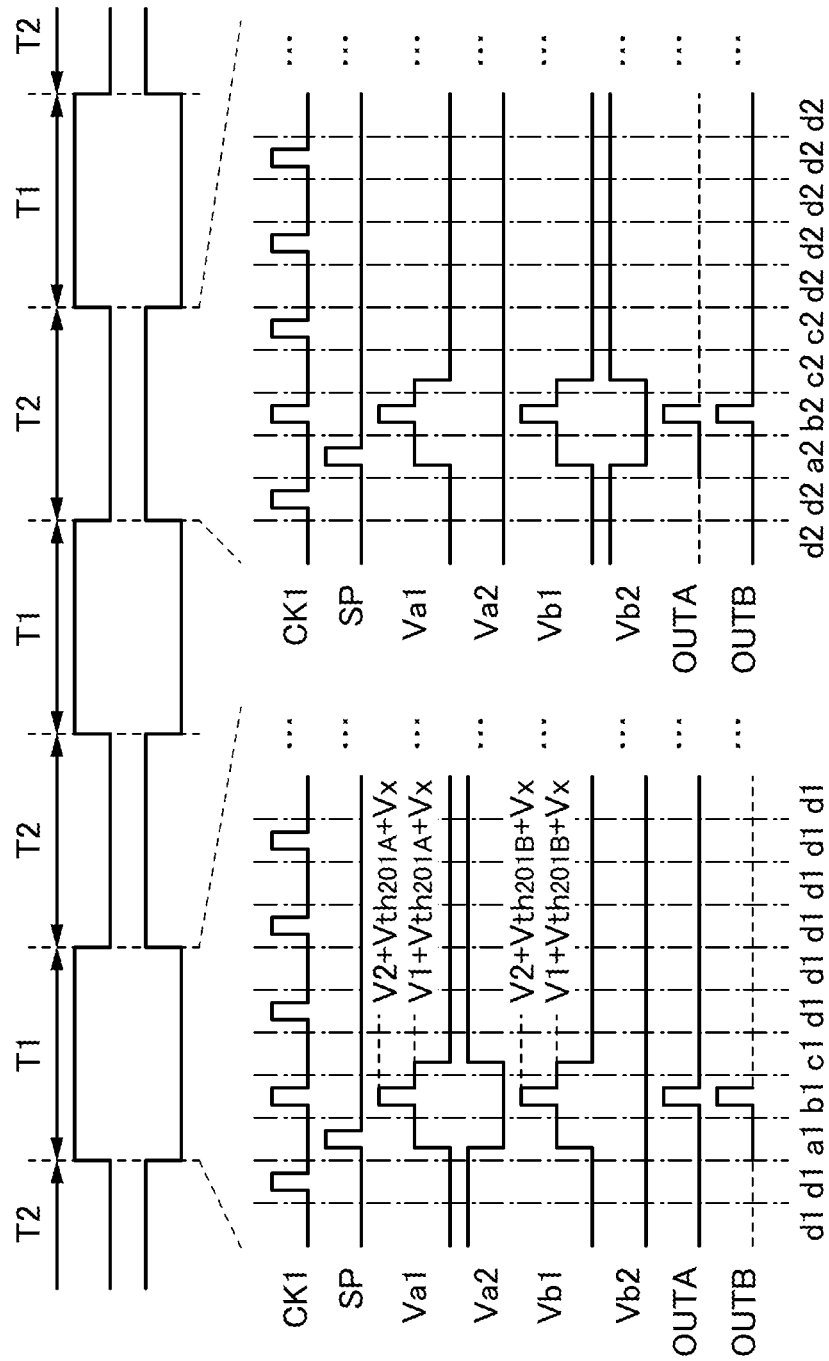 T2 T1 T2 T1 T2 T1 T2
CK1 ...
SP ...
Va1 V2+Vth201A+Vx
V1+Vth201A+Vx ...
Va2 ...
Vb1 V2+Vth201B+Vx
V1+Vth201B+Vx ...
Vb2 ...
OUTA ...
OUTB ...
d1 d1 a1 b1 c1 d1 d1 d1 d1 d1 d1
CK1 ...
SP ...
Va1 ...
Va2 ...
Vb1 ...
Vb2 ...
OUTA ...
OUTB ...
d2 d2 a2 b2 c2 c2 d2 d2 d2 d2 d2